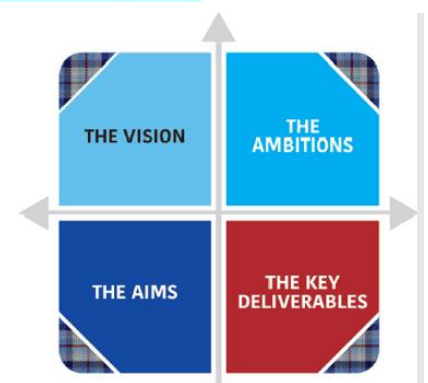 THE VISION
THE
AMBITIONS
THE AIMS
THE KEY
DELIVERABLES